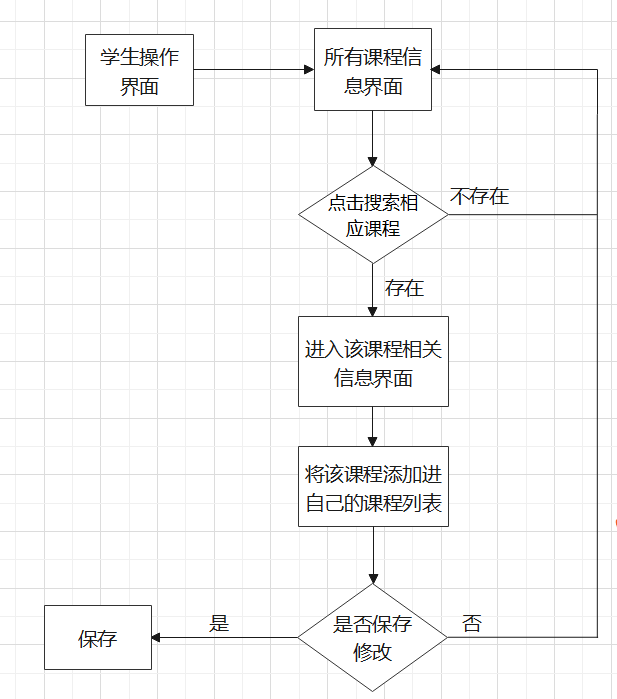 学生操作
界面
所有课程信
息界面
点击搜索相
应课程
不存在
存在
进入该课程相关
信息界面
将该课程添加进
自己的课程列表
是否保存
修改
是
否
保存